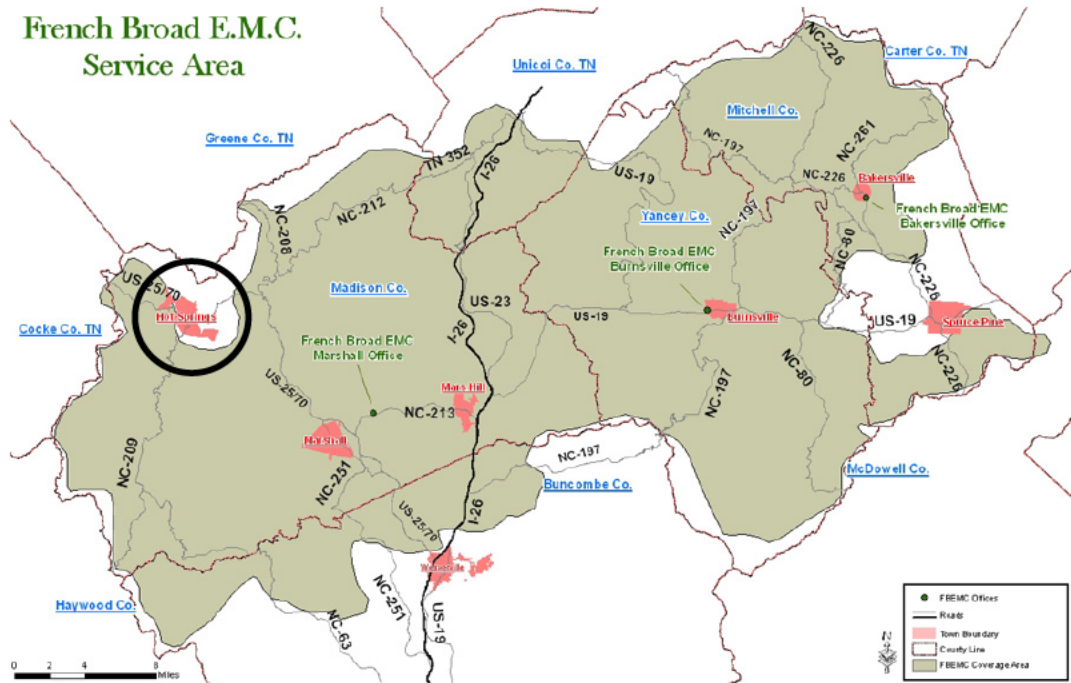 French Broad E.M.C.
Service Area
Unicoi Co. TN
Carter Co. TN
NC-226
Mitchell Co.
Greene Co. TN
TN 352
I-26
NC-197
NC-261
US-19
NC-226
Bakersville
NC-212
NC-197
Yancey Co.
French Broad EMC
Bakersville Office
NC-208
French Broad EMC
Burnsville Office
NC-80
US-25/70
Madison Co.
NC-226
Hot Springs
US-23
Cocke Co. TN
I-26
US-19
Burnsville
US-19
Spruce Pine
French Broad EMC
Marshall Office
NC-226
US-25/70
Mars Hill
NC-197
NC-80
NC-213
Marshall
NC-209
NC-251
NC-197
McDowell Co.
Buncombe Co.
I-26
US-25/70
Weaverville
Haywood Co.
NC-251
US-19
NC-63
FBEMC Offices
Roads
Town Boundary
County Line
FBEMC Coverage Area
0 2 4 8
Miles